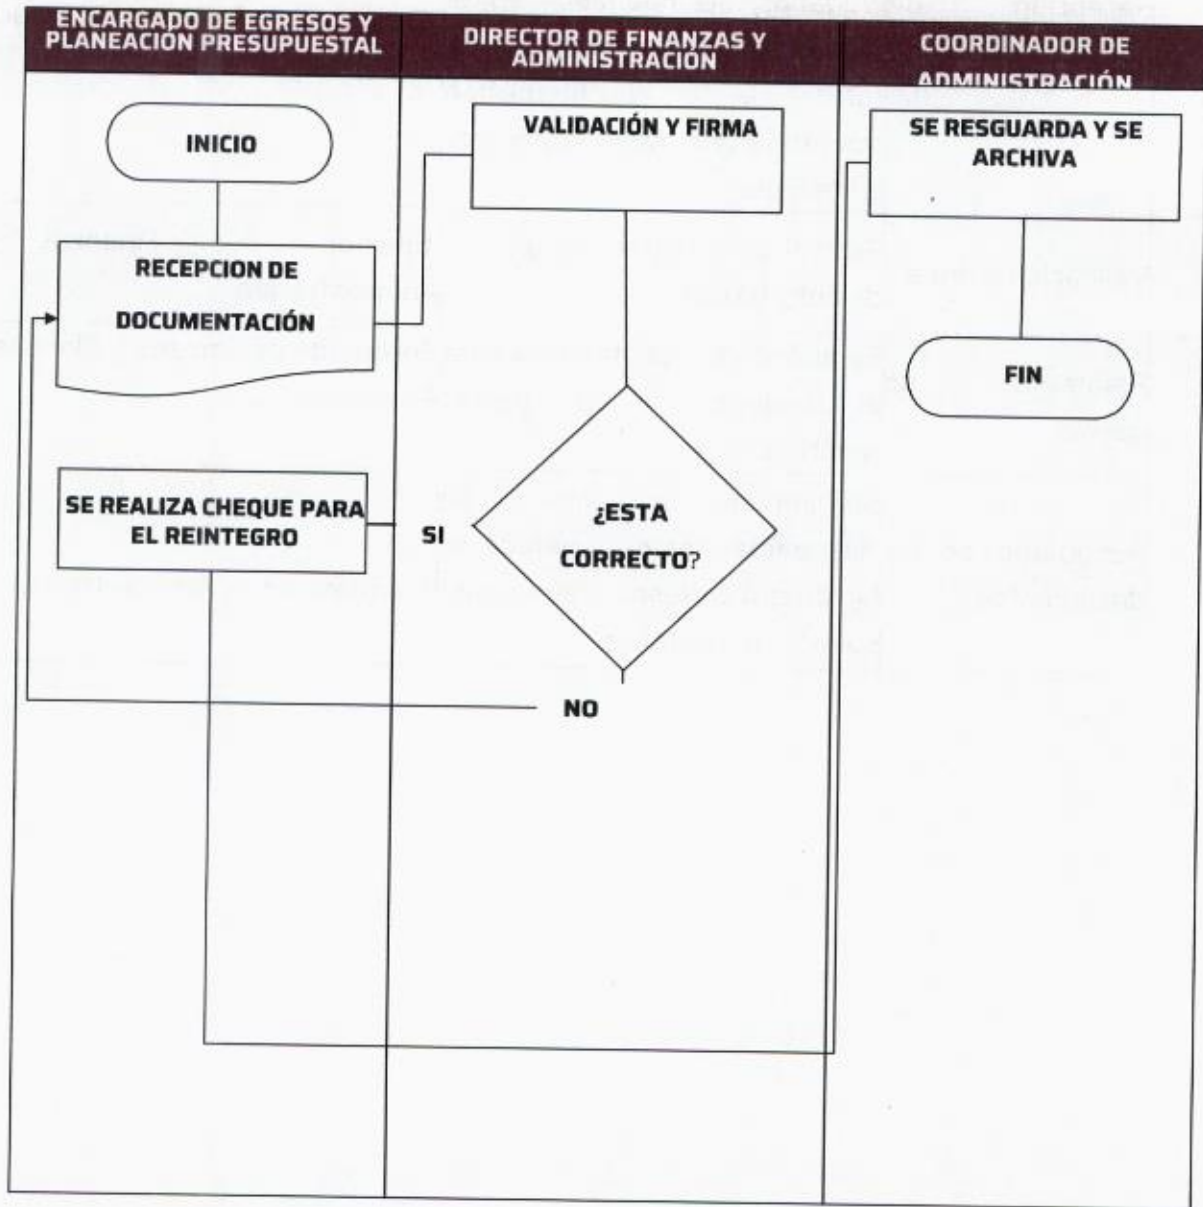 ENCARGADO DE EGRESOS Y
PLANEACIÓN PRESUPUESTAL
DIRECTOR DE FINANZAS Y
ADMINISTRACIÓN
COORDINADOR DE
ADMINISTRACIÓN
INICIO
RECEPCION DE
DOCUMENTACIÓN
SE REALIZA CHEQUE PARA
EL REINTEGRO
VALIDACIÓN Y FIRMA
¿ESTA
CORRECTO?
SI
NO
SE RESGUARDA Y SE
ARCHIVA
FIN